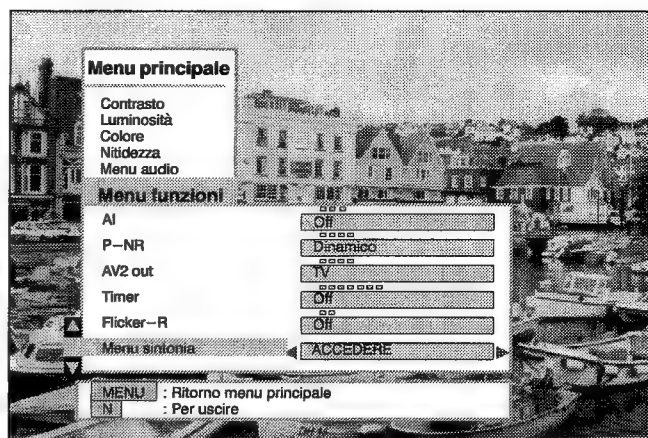 Menu principale
Contrasto
Luminosità
Colore
Nitidezza
Menu audio
Menu funzioni
AI Off
P-NR Dinamico
AV2 out TV
Timer Off
Flicker-R Off
Menu sintonia ACCEDERE
MENU : Ritorno menu principale
N : Per uscire